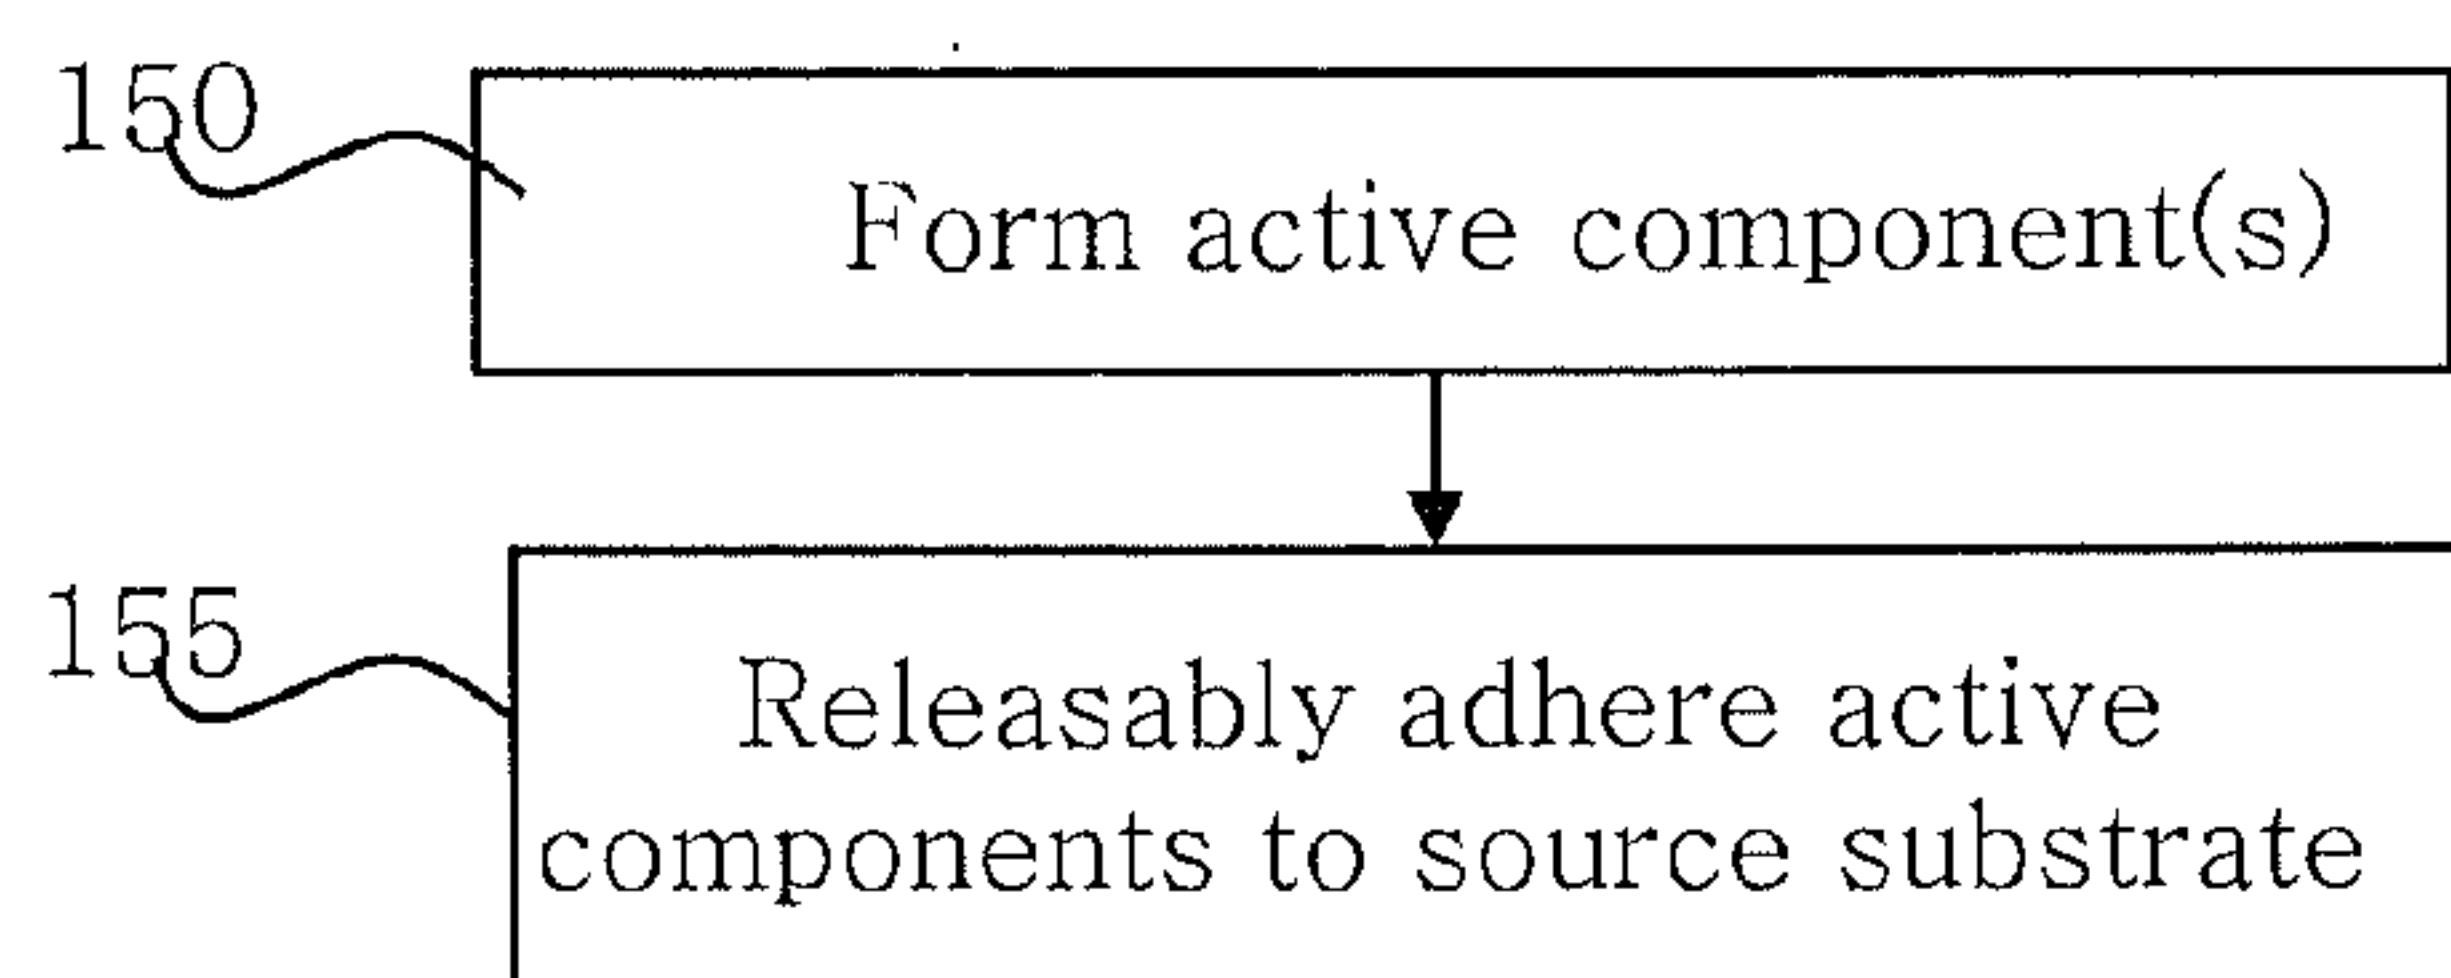 150
Form active component(s)
155
Releasably adhere active
components to source substrate